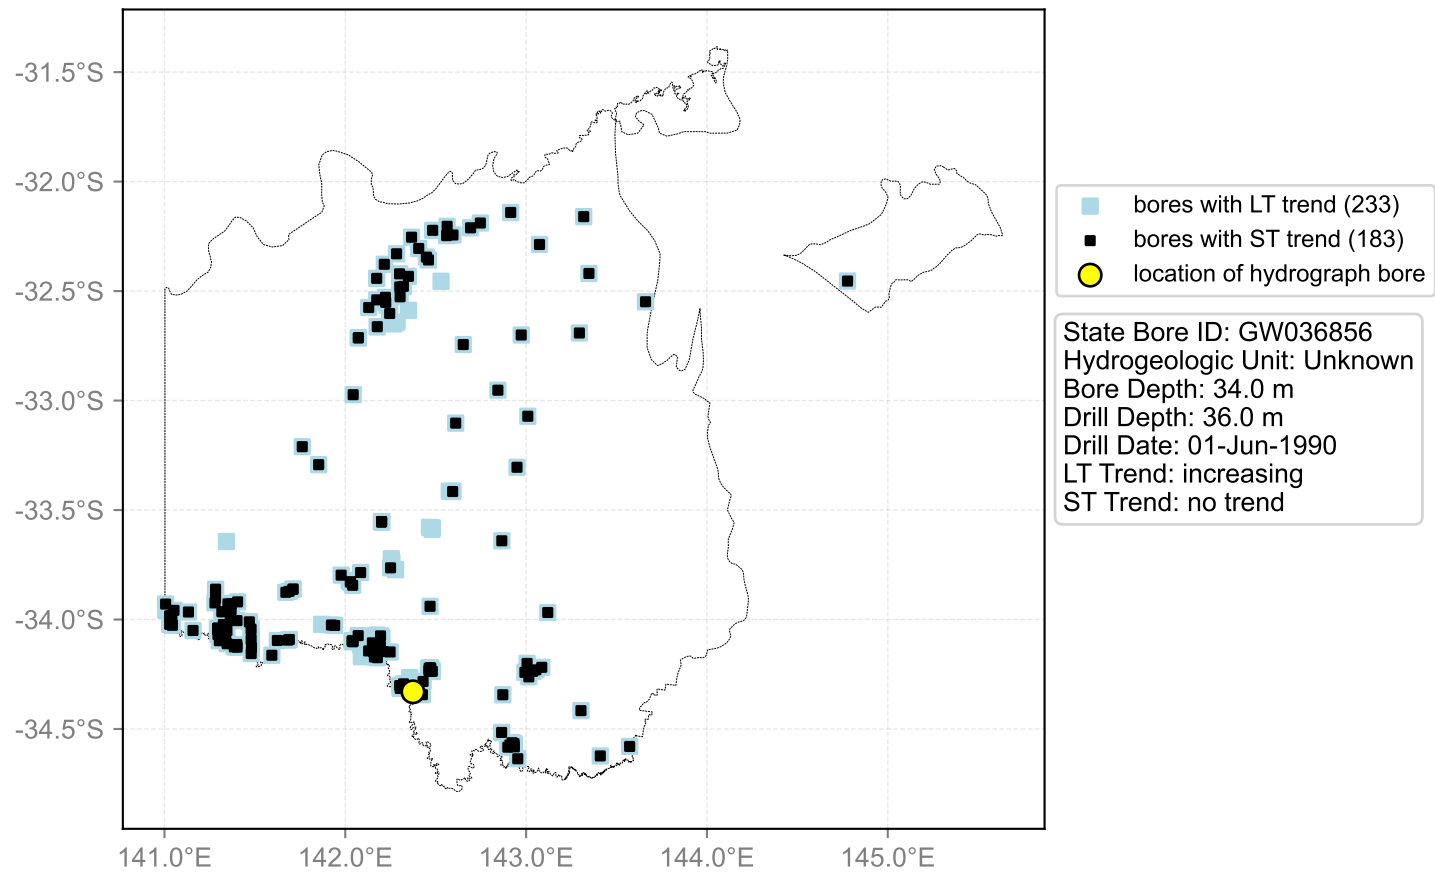 -31.5°S
-32.0°S
-32.5°S
-33.0°S
-33.5°S
-34.0°S
-34.5°S
141.0°E 142.0°E 143.0°E 144.0°E 145.0°E
bores with LT trend (233)
bores with ST trend (183)
location of hydrograph bore
State Bore ID: GW036856
Hydrogeologic Unit: Unknown
Bore Depth: 34.0 m
Drill Depth: 36.0 m
Drill Date: 01-Jun-1990
LT Trend: increasing
ST Trend: no trend